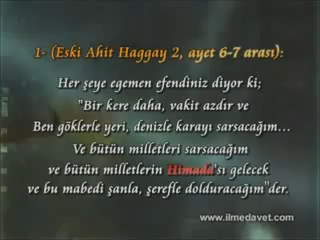 1- (Eski Ahit Haggay 2, ayet 6-7 arası):
Her şeye egemen efendiniz diyor ki;
"Bir kere daha, vakit azdır ve
Ben göklerle yeri, denizle karayı sarsacağım...
Ve bütün milletleri sarsacağım
ve bütün milletlerin Himada'sı gelecek
ve bu mabedi şanla, şerefle dolduracağım"der.
www.ilmedavet.com